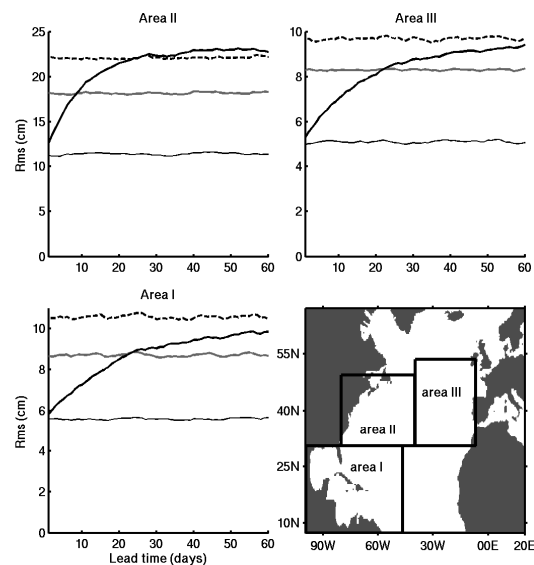 Area II
Area III
25
20
15
10
5
0
Rms (cm)
10 20 30 40 50 60
10
8
6
4
2
0
10 20 30 40 50 60
Area I
10
8
6
4
2
0
Rms (cm)
10 20 30 40 50 60
Lead time (days)
55N
40N
25N
10N
area III
area II
area I
90W 60W 30W 00E 20E